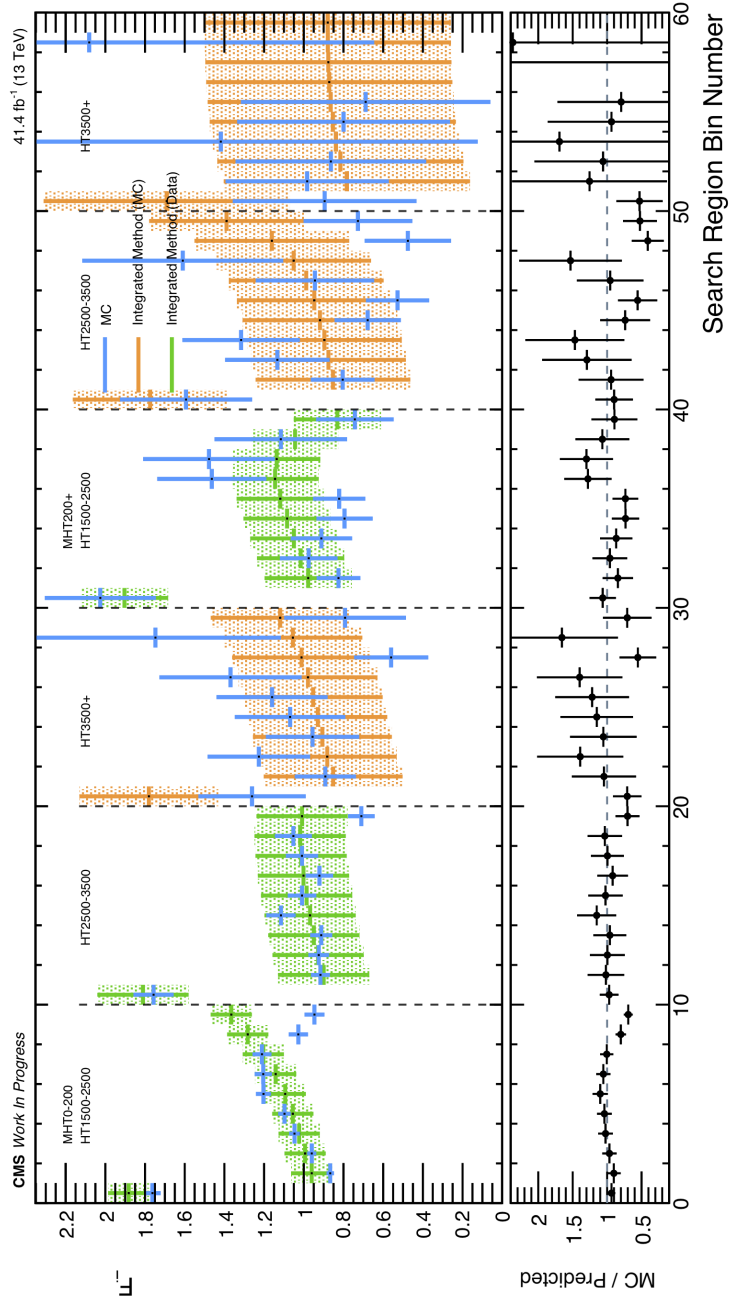 CMS Work In Progress
41.4 fb⁻¹ (13 TeV)
MHT0-200
HT1500-2500
HT2500-3500
HT3500+
MHT200+
HT1500-2500
HT2500-3500
HT3500+
MC
Integrated Method (MC)
Integrated Method (Data)
F_i
2.2
2
1.8
1.6
1.4
1.2
1
0.8
0.6
0.4
0.2
0
MC / Predicted
2
1.5
1
0.5
0
10
20
30
40
50
60
Search Region Bin Number